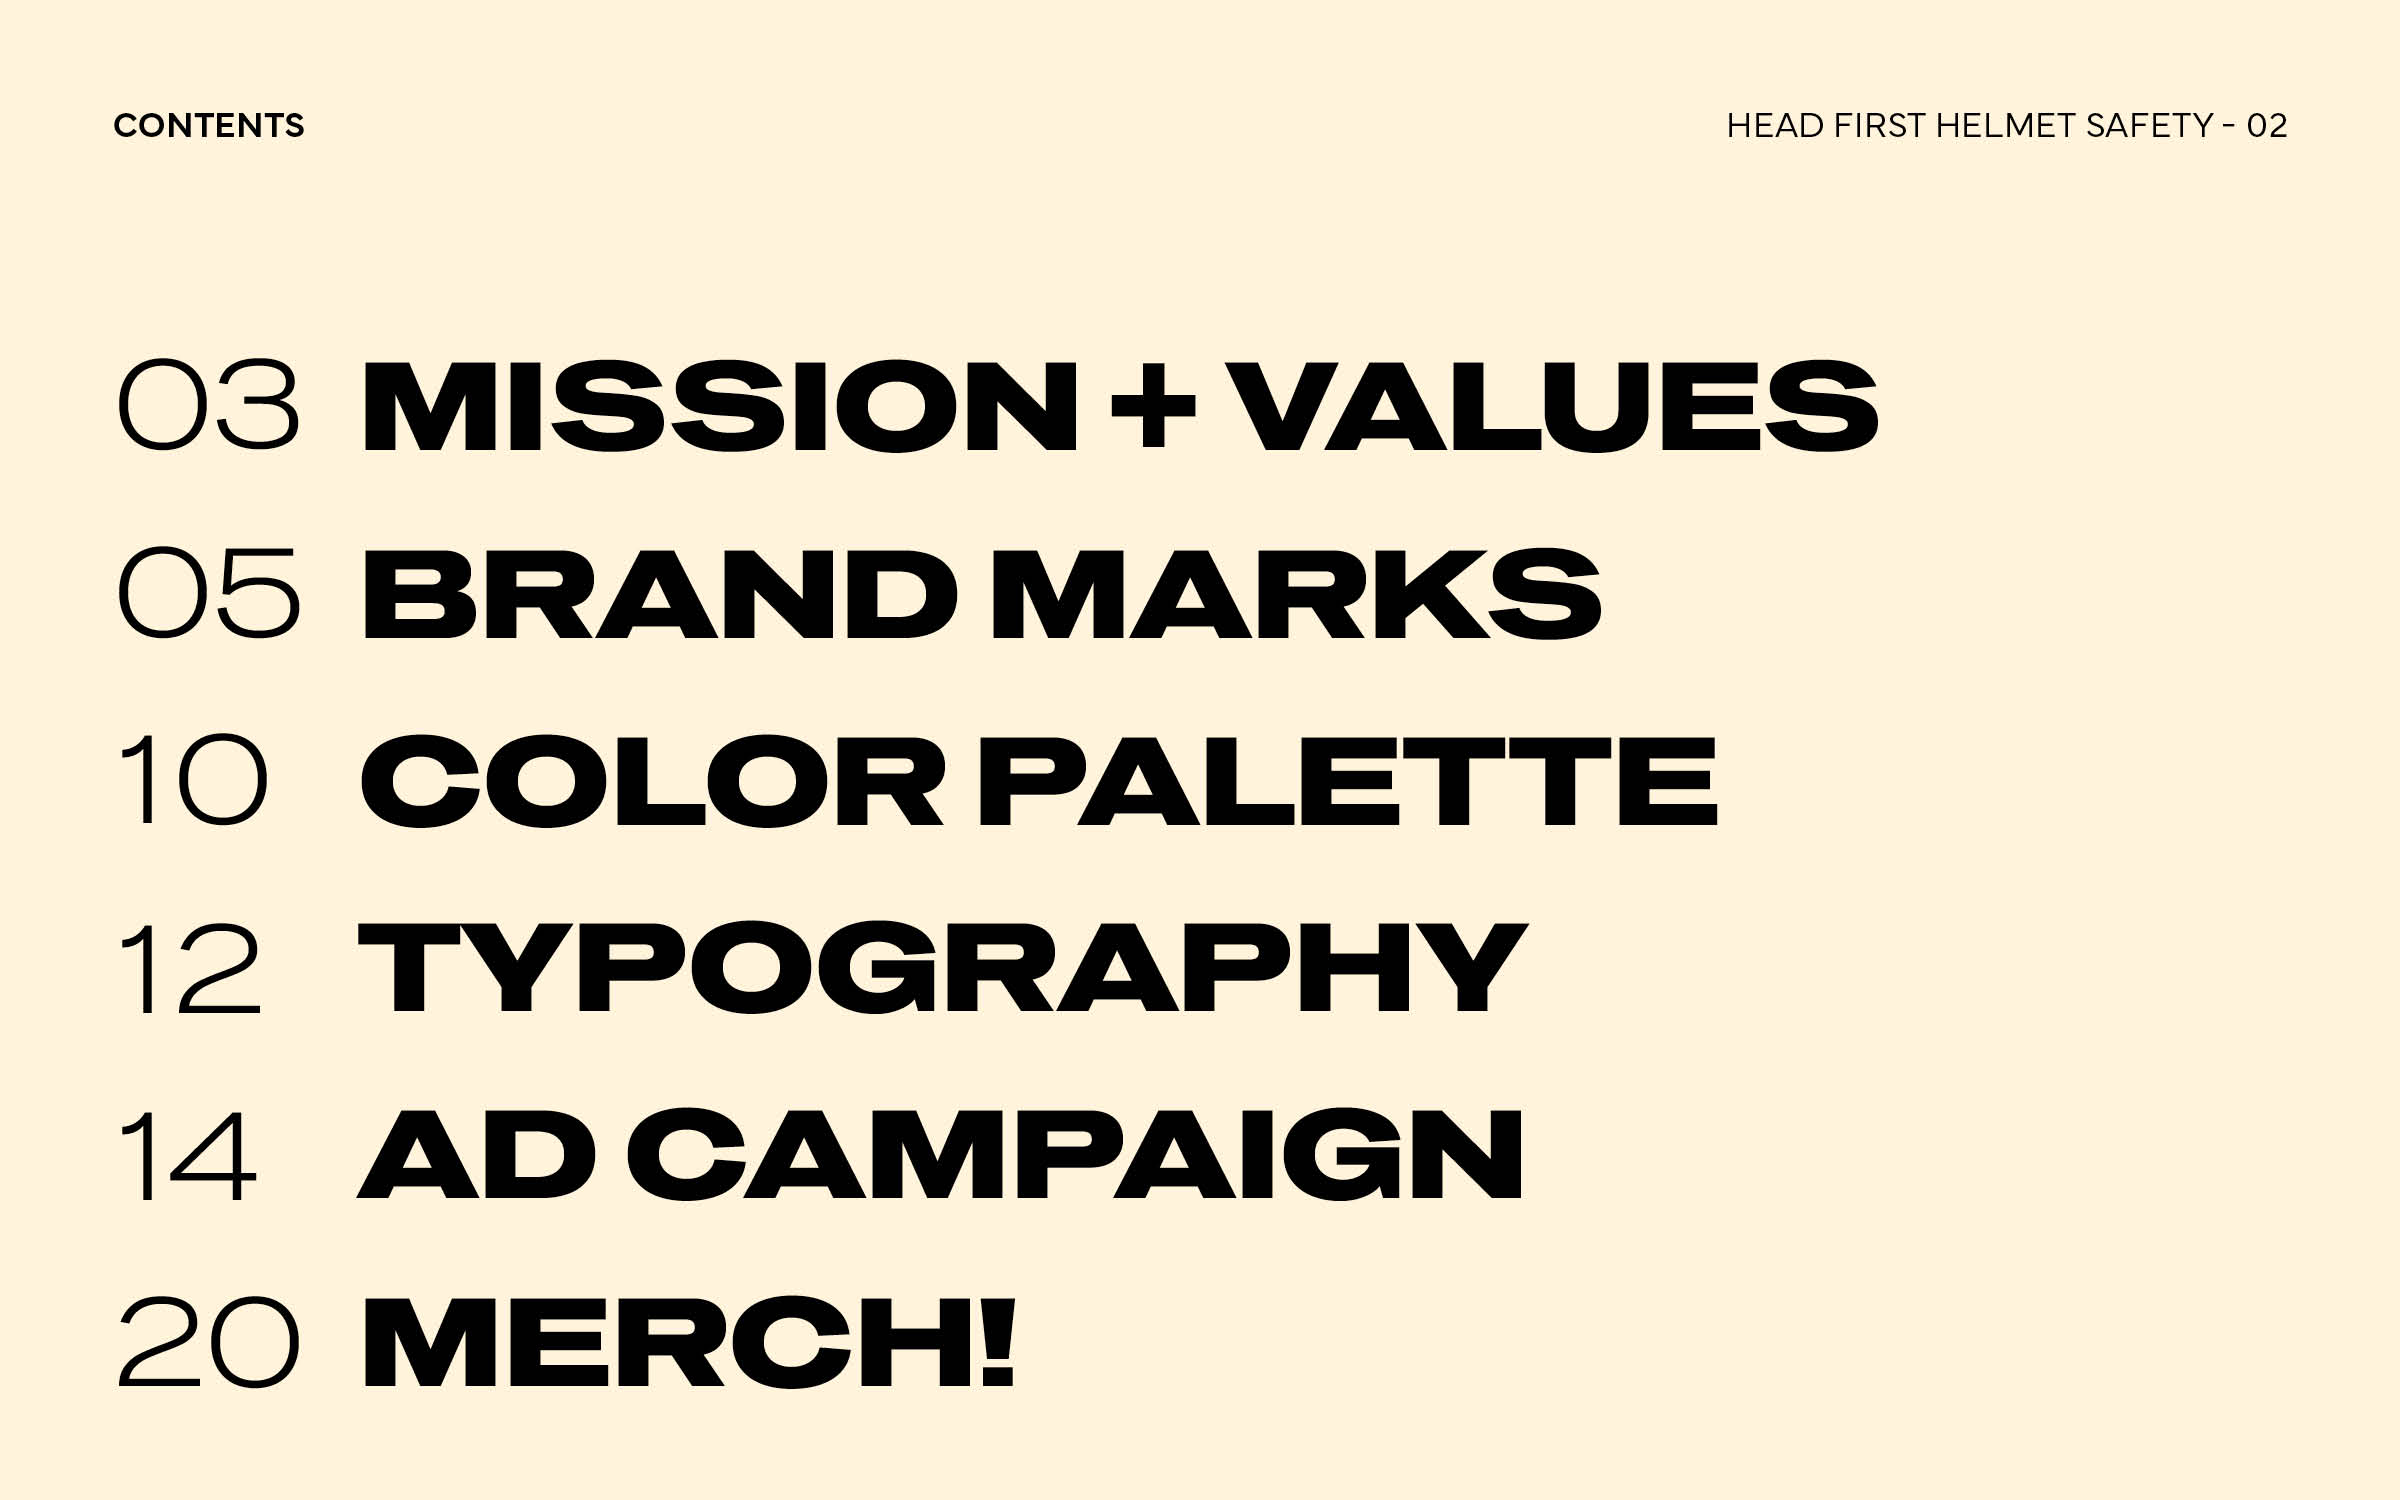 CONTENTS
HEAD FIRST HELMET SAFETY - 02
03 MISSION + VALUES
05 BRAND MARKS
10 COLOR PALETTE
12 TYPOGRAPHY
14 AD CAMPAIGN
20 MERCH!